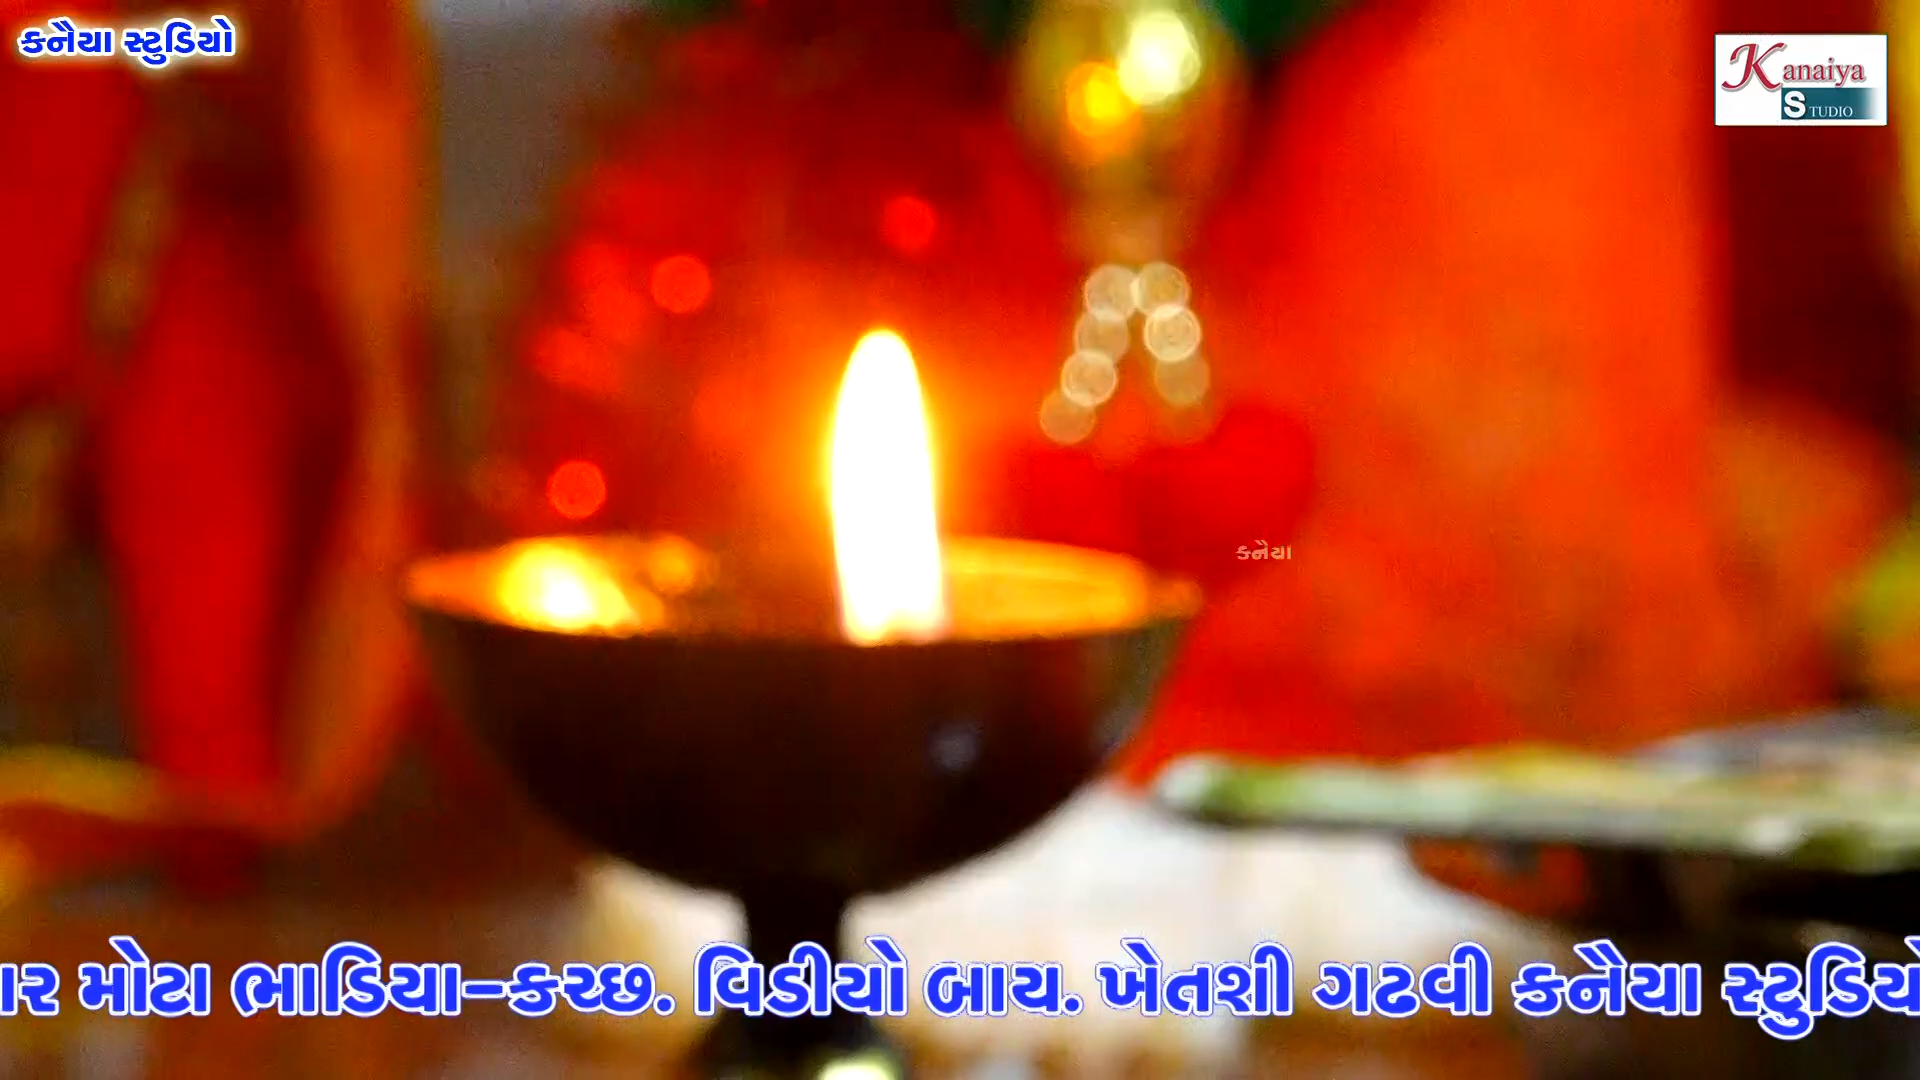 કનૈયા સ્ટુડિયો
Kanaiya
STUDIO
કનૈયા
મોટા ભાડિયા-કચ્છ. વિડીયો બાય. ખેતશી ગઢવી કનૈયા સ્ટુડિયો